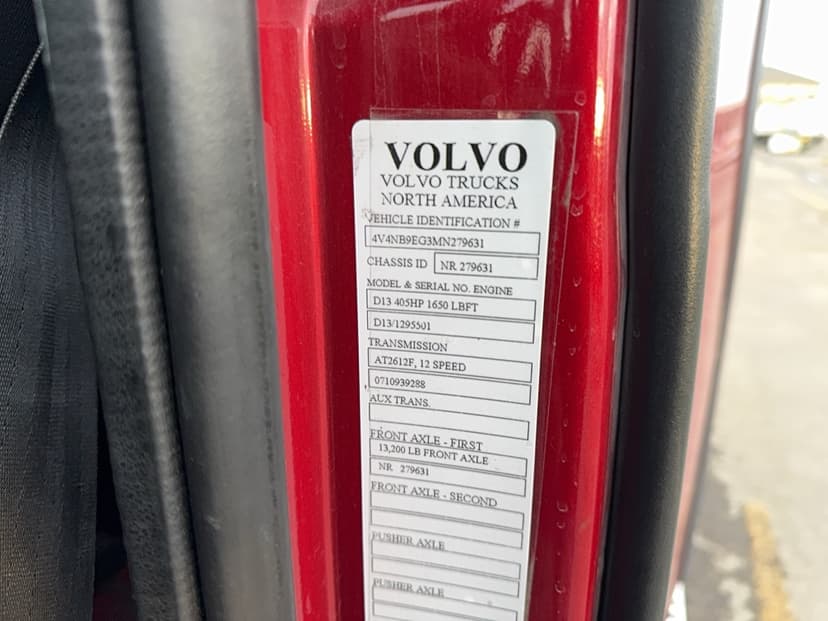 VOLVO
VOLVO TRUCKS
NORTH AMERICA
VEHICLE IDENTIFICATION #
4V4NB9EG3MN279631
CHASSIS ID NR 279631
MODEL & SERIAL NO. ENGINE
D13 405HP 1650 LBFT
D13/1295501
TRANSMISSION
AT2612F, 12 SPEED
0710939288
AUX TRANS.
FRONT AXLE - FIRST
13,200 LB FRONT AXLE
NR 279631
FRONT AXLE - SECOND
PUSHER AXLE
PUSHER AXLE